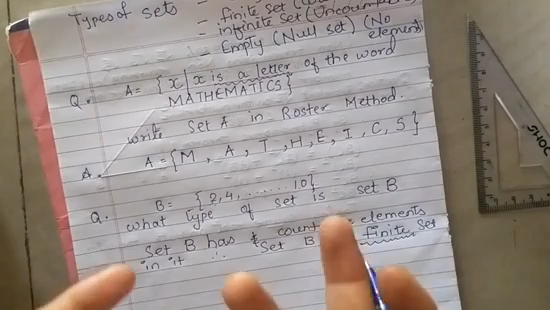 Types of sets
- finite set
- infinite set (Uncountable)
- Empty (Null set) (No element)
Q. A = {x | x is a letter of the word
MATHEMATICS}
write Set A in Roster Method.
A. A = {M, A, T, H, E, I, C, S}
Q. B = {2,4, ....... 10}
what type of set is set B
Set B has elements
in it ∴ Set B finite set